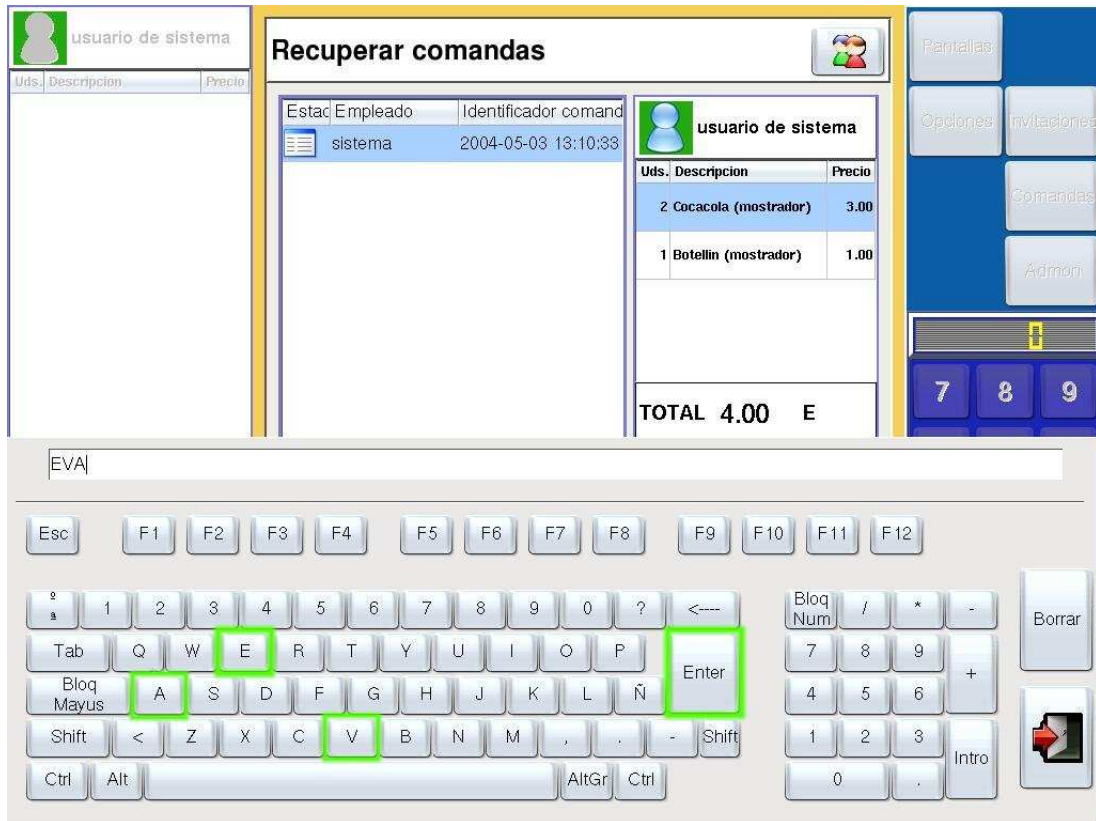 usuario de sistema
Uds. Descripcion Precio
Recuperar comandas
Estac Empleado Identificador comand
sistema 2004-05-03 13:10:33
usuario de sistema
Uds. Descripcion Precio
2 Cocacola (mostrador) 3.00
1 Botellin (mostrador) 1.00
TOTAL 4.00 E
Pantallas
Opciones Invitaciones
Comandas
Admon
0
7 8 9
EVA
Esc F1 F2 F3 F4 F5 F6 F7 F8 F9 F10 F11 F12
º ª 1 2 3 4 5 6 7 8 9 0 ? <---- Bloq Num / * - Borrar
Tab Q W E R T Y U I O P Enter 7 8 9 +
Bloq Mayus A S D F G H J K L Ñ 4 5 6
Shift < Z X C V B N M , . - Shift 1 2 3 Intro
Ctrl Alt AltGr Ctrl 0 .